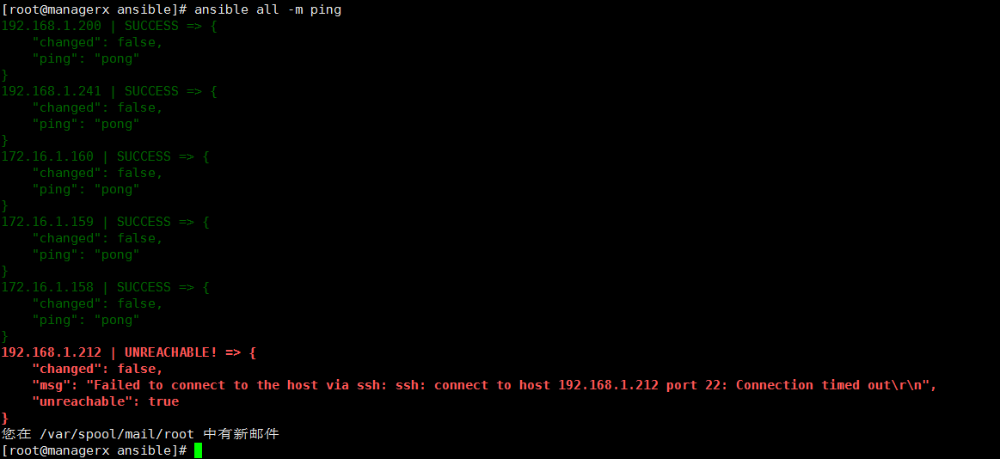 [root@managerx ansible]# ansible all -m ping
192.168.1.200 | SUCCESS => {
    "changed": false,
    "ping": "pong"
}
192.168.1.241 | SUCCESS => {
    "changed": false,
    "ping": "pong"
}
172.16.1.160 | SUCCESS => {
    "changed": false,
    "ping": "pong"
}
172.16.1.159 | SUCCESS => {
    "changed": false,
    "ping": "pong"
}
172.16.1.158 | SUCCESS => {
    "changed": false,
    "ping": "pong"
}
192.168.1.212 | UNREACHABLE! => {
    "changed": false,
    "msg": "Failed to connect to the host via ssh: ssh: connect to host 192.168.1.212 port 22: Connection timed out\r\n",
    "unreachable": true
}
您在 /var/spool/mail/root 中有新邮件
[root@managerx ansible]#